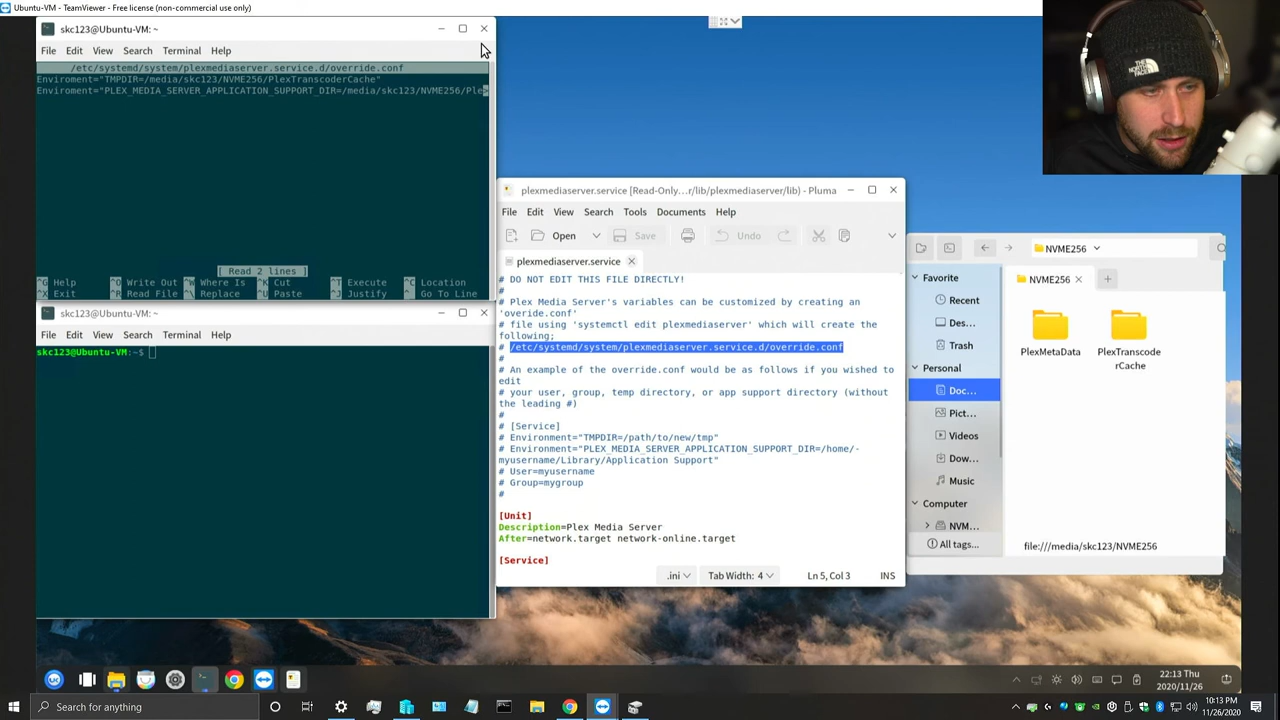 Ubuntu-VM - TeamViewer - Free license (non-commercial use only)
skc123@Ubuntu-VM: ~
File Edit View Search Terminal Help
/etc/systemd/system/plexmediaserver.service.d/override.conf
Enviroment="TMPDIR=/media/skc123/NVME256/PlexTranscoderCache"
Enviroment="PLEX_MEDIA_SERVER_APPLICATION_SUPPORT_DIR=/media/skc123/NVME256/Ple>
[ Read 2 lines ]
^G Help ^O Write Out ^W Where Is ^K Cut ^T Execute ^C Location
^X Exit ^R Read File ^\ Replace ^U Paste ^J Justify ^_ Go To Line
skc123@Ubuntu-VM: ~
File Edit View Search Terminal Help
skc123@Ubuntu-VM:~$
plexmediaserver.service [Read-Only...r/lib/plexmediaserver/lib) - Pluma
File Edit View Search Tools Documents Help
Open Save Undo
plexmediaserver.service
# DO NOT EDIT THIS FILE DIRECTLY!
#
# Plex Media Server's variables can be customized by creating an
'overide.conf'
# file using 'systemctl edit plexmediaserver' which will create the
following;
# /etc/systemd/system/plexmediaserver.service.d/override.conf
#
# An example of the override.conf would be as follows if you wished to
edit
# your user, group, temp directory, or app support directory (without
the leading #)
#
# [Service]
# Environment="TMPDIR=/path/to/new/tmp"
# Environment="PLEX_MEDIA_SERVER_APPLICATION_SUPPORT_DIR=/home/-
myusername/Library/Application Support"
# User=myusername
# Group=mygroup
#
[Unit]
Description=Plex Media Server
After=network.target network-online.target
[Service]
.ini Tab Width: 4 Ln 5, Col 3 INS
NVME256
Favorite
Recent
Des...
Trash
Personal
Doc...
Pict...
Videos
Dow...
Music
Computer
NVM...
All tags...
NVME256
PlexMetaData
PlexTranscode
rCache
file:///media/skc123/NVME256
THE
NORTH
FACE
22:13 Thu
2020/11/26
Search for anything
10:13 PM
11/26/2020